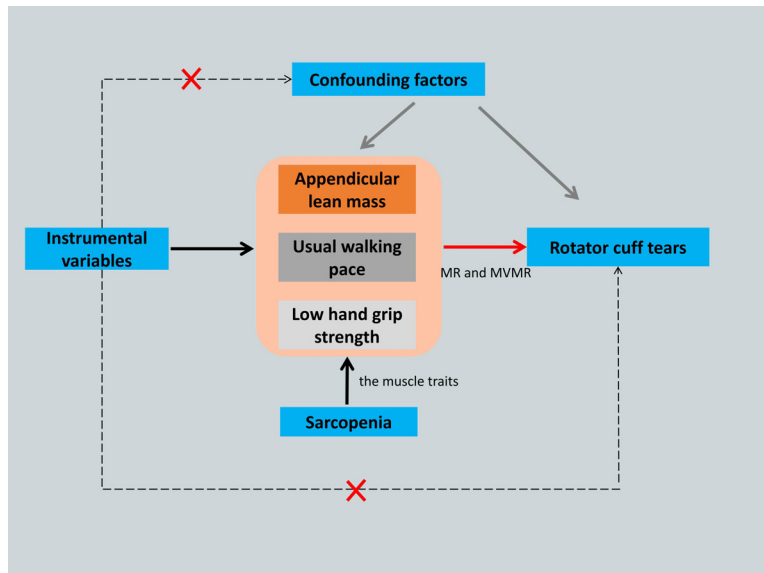 Confounding factors
Appendicular
lean mass
Instrumental
variables
Usual walking
pace
Rotator cuff tears
MR and MVMR
Low hand grip
strength
the muscle traits
Sarcopenia